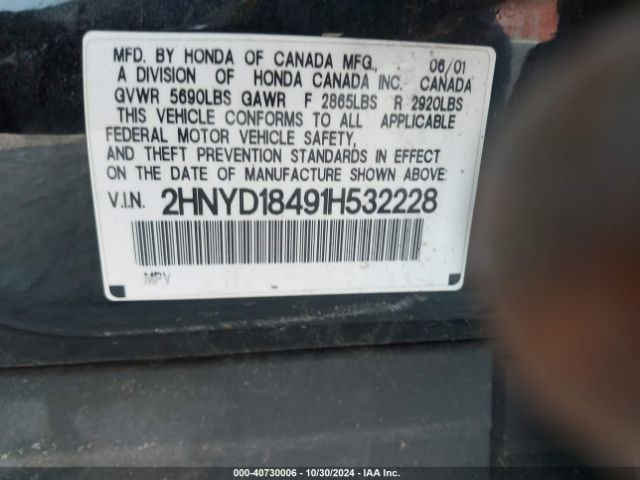 MFD. BY HONDA OF CANADA MFG., 06/01
A DIVISION OF HONDA CANADA INC. CANADA
GVWR 5690LBS GAWR F 2865LBS R 2920LBS
THIS VEHICLE CONFORMS TO ALL APPLICABLE
FEDERAL MOTOR VEHICLE SAFETY,
AND THEFT PREVENTION STANDARDS IN EFFECT
ON THE DATE OF MANUFACTURE SHOWN ABOVE:
V.I.N. 2HNYD18491H532228
MPV
000-40730006 - 10/30/2024 - IAA Inc.